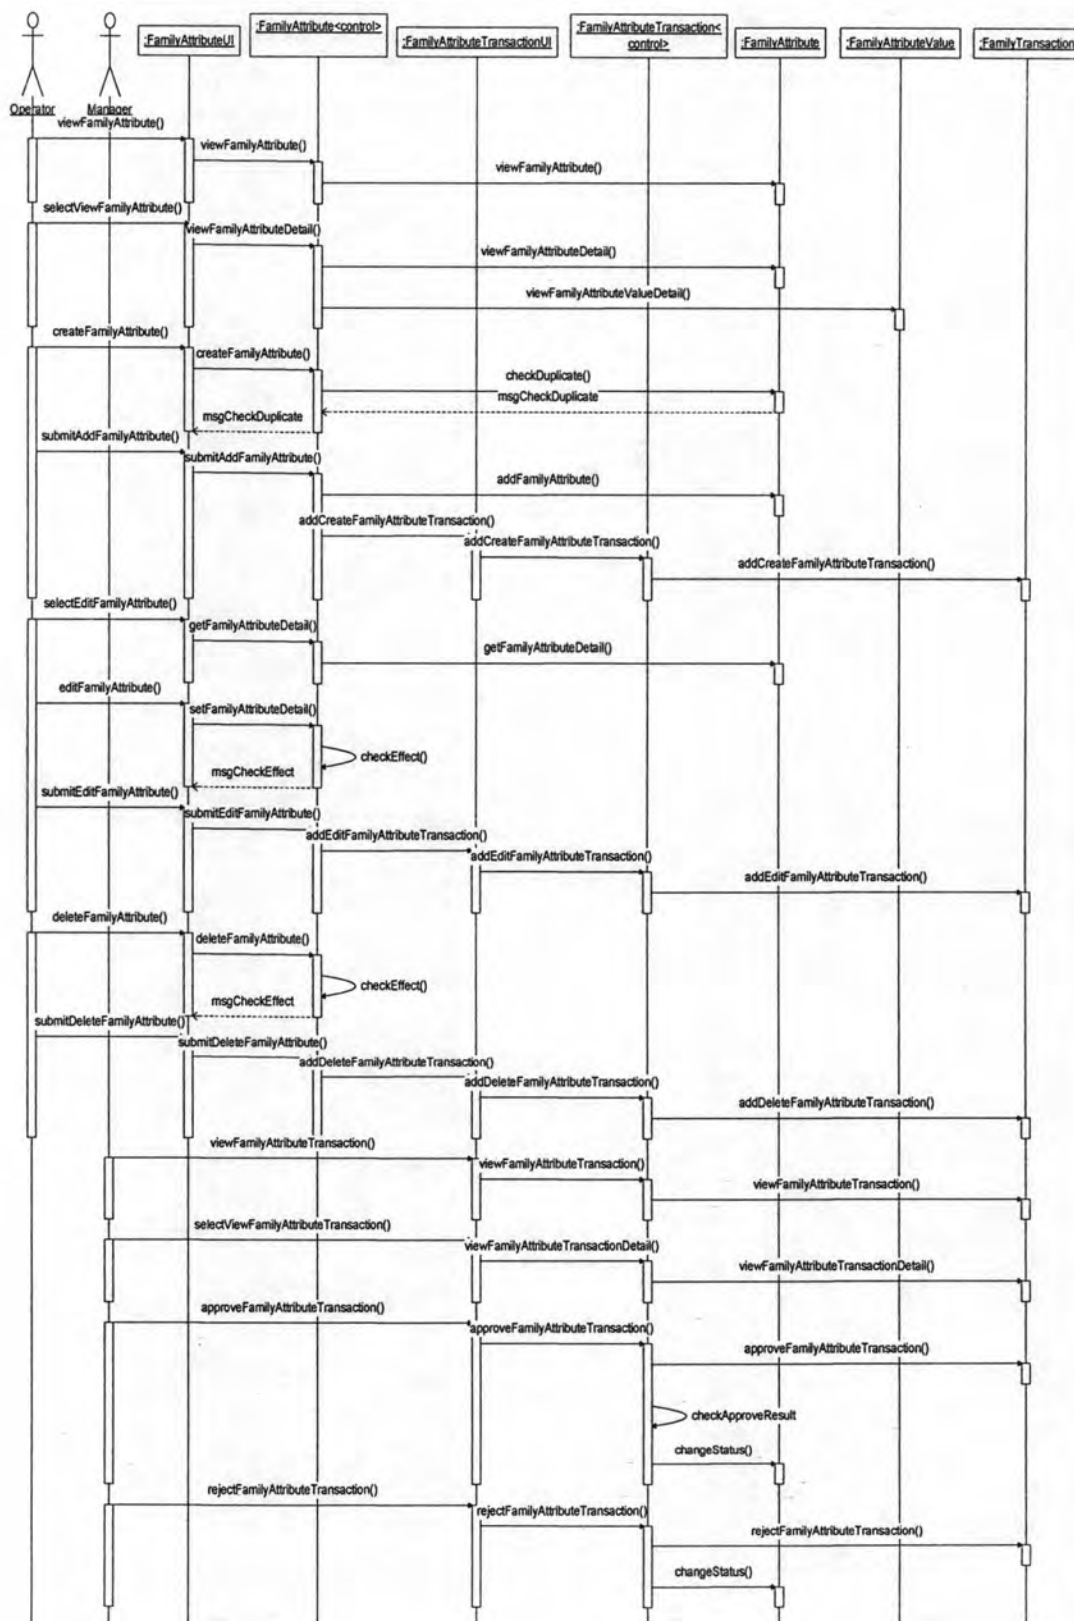 :FamilyAttributeUI
:FamilyAttribute<control>
:FamilyAttributeTransactionUI
:FamilyAttributeTransaction<
control>
:FamilyAttribute
:FamilyAttributeValue
:FamilyTransaction
Operator
Manager
viewFamilyAttribute()
viewFamilyAttribute()
viewFamilyAttribute()
selectViewFamilyAttribute()
viewFamilyAttributeDetail()
viewFamilyAttributeDetail()
viewFamilyAttributeValueDetail()
createFamilyAttribute()
createFamilyAttribute()
checkDuplicate()
msgCheckDuplicate
msgCheckDuplicate
submitAddFamilyAttribute()
submitAddFamilyAttribute()
addFamilyAttribute()
addCreateFamilyAttributeTransaction()
addCreateFamilyAttributeTransaction()
addCreateFamilyAttributeTransaction()
selectEditFamilyAttribute()
getFamilyAttributeDetail()
getFamilyAttributeDetail()
editFamilyAttribute()
setFamilyAttributeDetail()
checkEffect()
msgCheckEffect
submitEditFamilyAttribute()
submitEditFamilyAttribute()
addEditFamilyAttributeTransaction()
addEditFamilyAttributeTransaction()
addEditFamilyAttributeTransaction()
deleteFamilyAttribute()
deleteFamilyAttribute()
checkEffect()
msgCheckEffect
submitDeleteFamilyAttribute()
submitDeleteFamilyAttribute()
addDeleteFamilyAttributeTransaction()
addDeleteFamilyAttributeTransaction()
addDeleteFamilyAttributeTransaction()
viewFamilyAttributeTransaction()
viewFamilyAttributeTransaction()
viewFamilyAttributeTransaction()
selectViewFamilyAttributeTransaction()
viewFamilyAttributeTransactionDetail()
viewFamilyAttributeTransactionDetail()
approveFamilyAttributeTransaction()
approveFamilyAttributeTransaction()
approveFamilyAttributeTransaction()
checkApproveResult
changeStatus()
rejectFamilyAttributeTransaction()
rejectFamilyAttributeTransaction()
rejectFamilyAttributeTransaction()
changeStatus()